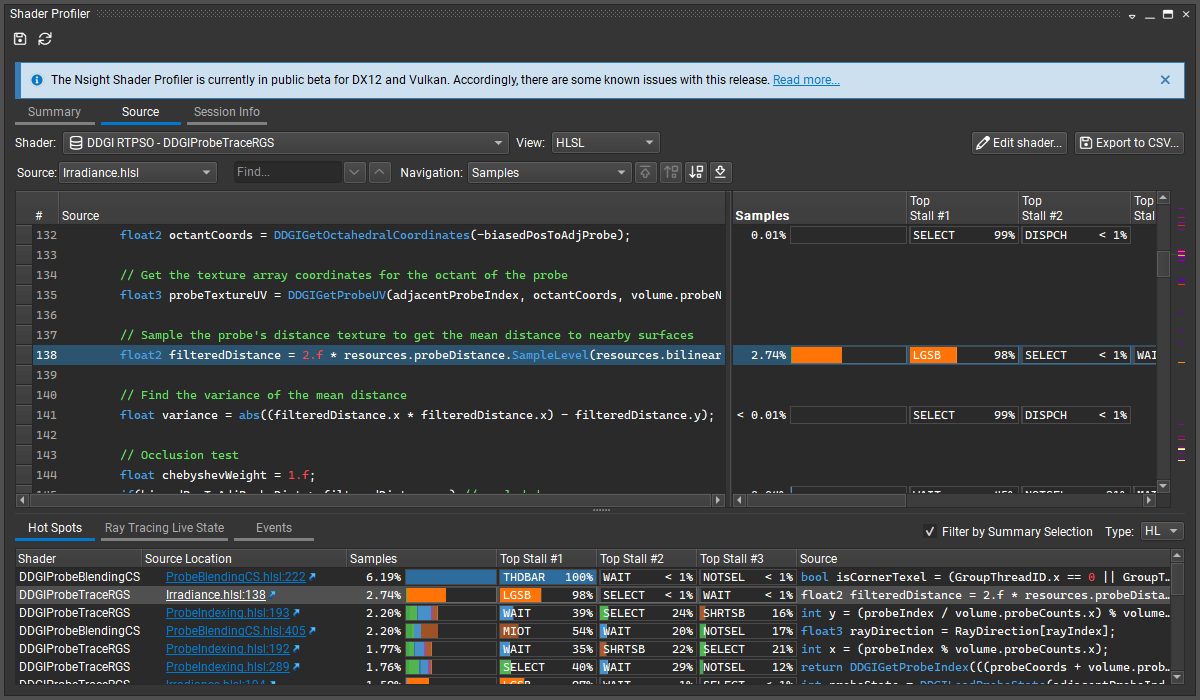 Shader Profiler
The Nsight Shader Profiler is currently in public beta for DX12 and Vulkan. Accordingly, there are some known issues with this release. Read more...
Summary Source Session Info
Shader: DDGI RTPSO - DDGIProbeTraceRGS View: HLSL Edit shader... Export to CSV...
Source: Irradiance.hlsl Find... Navigation: Samples
# Source Samples Top Stall #1 Top Stall #2 Top Stal
132 float2 octantCoords = DDGIGetOctahedralCoordinates(-biasedPosToAdjProbe); 0.01% SELECT 99% DISPCH < 1%
133
134 // Get the texture array coordinates for the octant of the probe
135 float3 probeTextureUV = DDGIGetProbeUV(adjacentProbeIndex, octantCoords, volume.probeN
136
137 // Sample the probe's distance texture to get the mean distance to nearby surfaces
138 float2 filteredDistance = 2.f * resources.probeDistance.SampleLevel(resources.bilinear 2.74% LGSB 98% SELECT < 1% WAI
139
140 // Find the variance of the mean distance
141 float variance = abs((filteredDistance.x * filteredDistance.x) - filteredDistance.y); < 0.01% SELECT 99% DISPCH < 1%
142
143 // Occlusion test
144 float chebyshevWeight = 1.f;
Hot Spots Ray Tracing Live State Events Filter by Summary Selection Type: HL
Shader Source Location Samples Top Stall #1 Top Stall #2 Top Stall #3 Source
DDGIProbeBlendingCS ProbeBlendingCS.hlsl:222 6.19% THDBAR 100% WAIT < 1% NOTSEL < 1% bool isCornerTexel = (GroupThreadID.x == 0 || GroupT...
DDGIProbeTraceRGS Irradiance.hlsl:138 2.74% LGSB 98% SELECT < 1% WAIT < 1% float2 filteredDistance = 2.f * resources.probeDista...
DDGIProbeTraceRGS ProbeIndexing.hlsl:193 2.20% WAIT 39% SELECT 24% SHRTSB 16% int y = (probeIndex / volume.probeCounts.x) % volume...
DDGIProbeBlendingCS ProbeBlendingCS.hlsl:405 2.20% MIOT 54% WAIT 20% NOTSEL 17% float3 rayDirection = RayDirection[rayIndex];
DDGIProbeTraceRGS ProbeIndexing.hlsl:192 1.77% WAIT 35% SHRTSB 22% SELECT 21% int x = (probeIndex % volume.probeCounts.x);
DDGIProbeTraceRGS ProbeIndexing.hlsl:289 1.76% SELECT 40% WAIT 29% NOTSEL 12% return DDGIGetProbeIndex(((probeCoords + volume.prob...